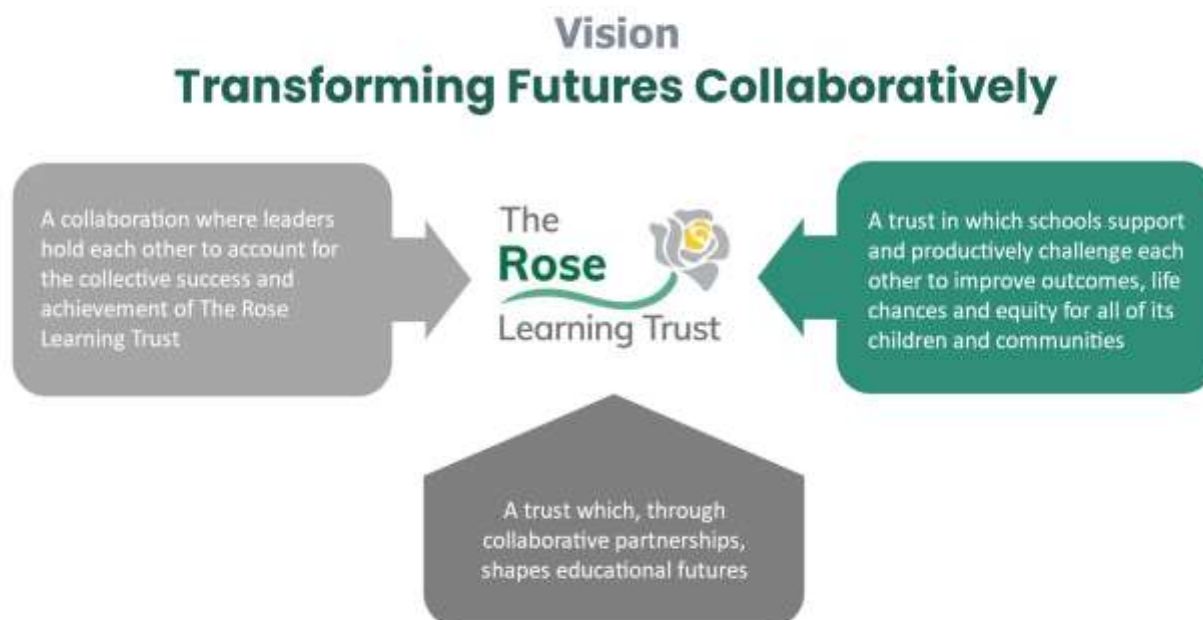 Vision
Transforming Futures Collaboratively
A collaboration where leaders
hold each other to account for
the collective success and
achievement of The Rose
Learning Trust
The
Rose
Learning Trust
A trust in which schools support
and productively challenge each
other to improve outcomes, life
chances and equity for all of its
children and communities
A trust which, through
collaborative partnerships,
shapes educational futures